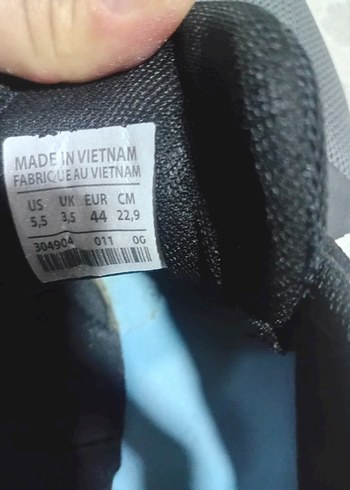 MADE IN VIETNAM
FABRIQUE AU VIETNAM
US UK EUR CM
5,5 3,5 44 22,9
304904 011 0G